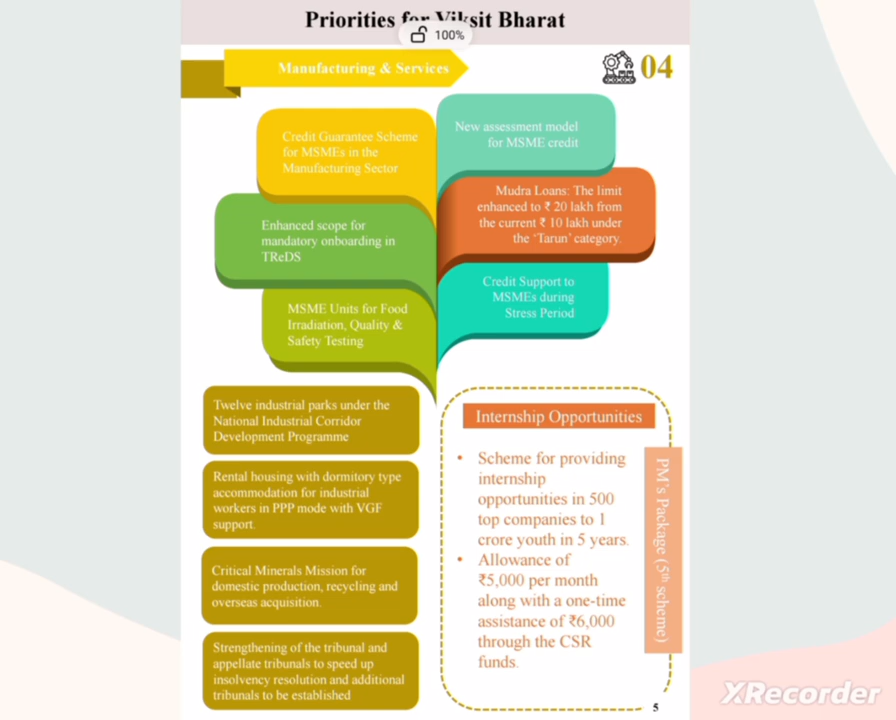 Priorities for Viksit Bharat
100%
Manufacturing & Services
04
Credit Guarantee Scheme
for MSMEs in the
Manufacturing Sector
New assessment model
for MSME credit
Enhanced scope for
mandatory onboarding in
TReDS
Mudra Loans: The limit
enhanced to ₹ 20 lakh from
the current ₹ 10 lakh under
the ‘Tarun’ category.
MSME Units for Food
Irradiation, Quality &
Safety Testing
Credit Support to
MSMEs during
Stress Period
Twelve industrial parks under the
National Industrial Corridor
Development Programme
Rental housing with dormitory type
accommodation for industrial
workers in PPP mode with VGF
support.
Critical Minerals Mission for
domestic production, recycling and
overseas acquisition.
Strengthening of the tribunal and
appellate tribunals to speed up
insolvency resolution and additional
tribunals to be established
Internship Opportunities
• Scheme for providing
internship
opportunities in 500
top companies to 1
crore youth in 5 years.
• Allowance of
₹5,000 per month
along with a one-time
assistance of ₹6,000
through the CSR
funds.
PM's Package (5th scheme)
5
XRecorder